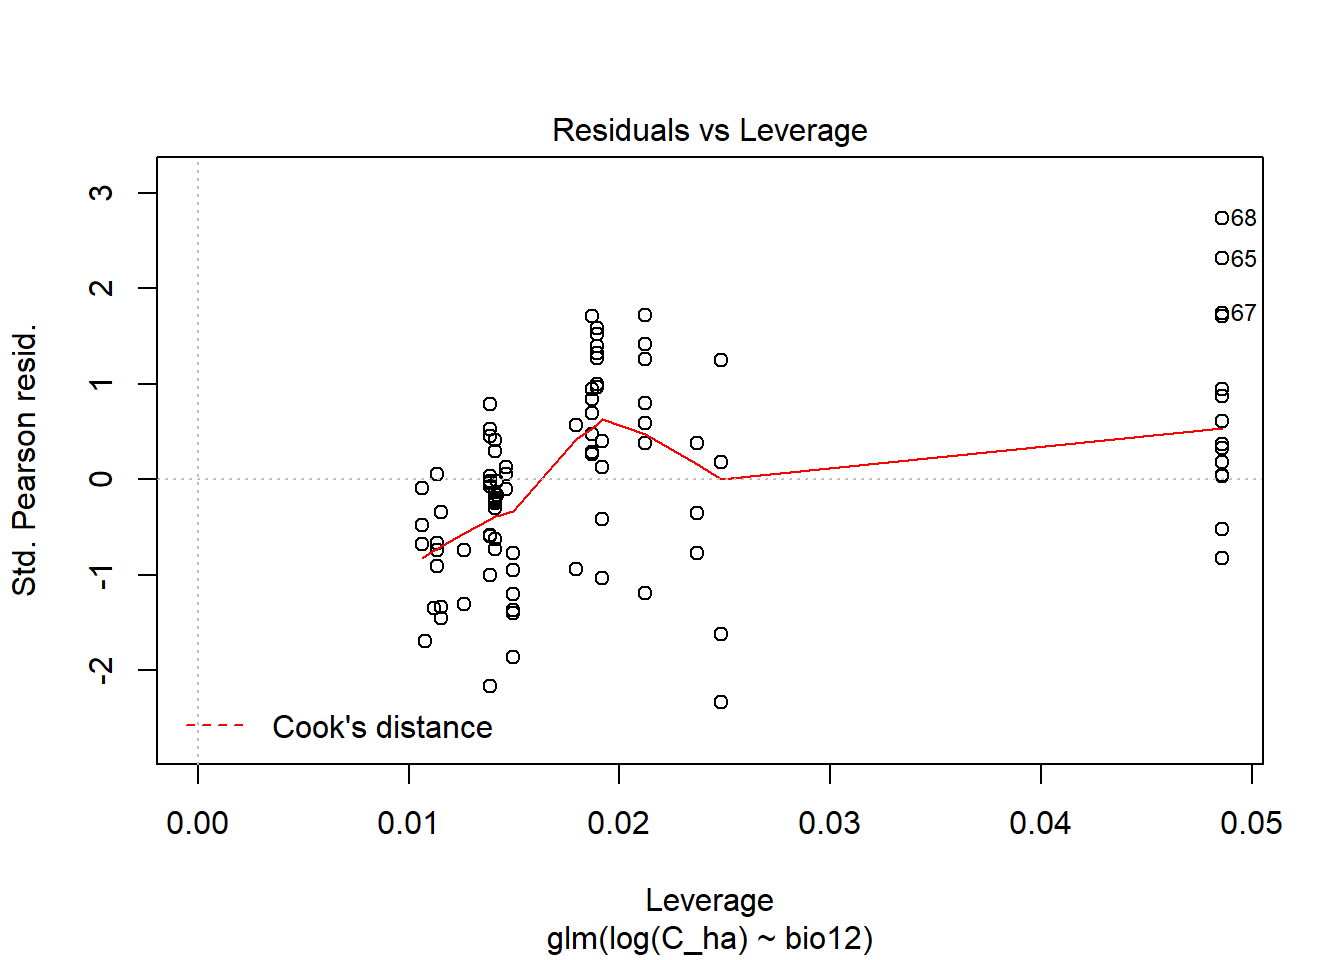 Residuals vs Leverage
Std. Pearson resid.
3
2
1
0
-1
-2
68
65
67
Cook's distance
0.00 0.01 0.02 0.03 0.04 0.05
Leverage
glm(log(C_ha) ~ bio12)